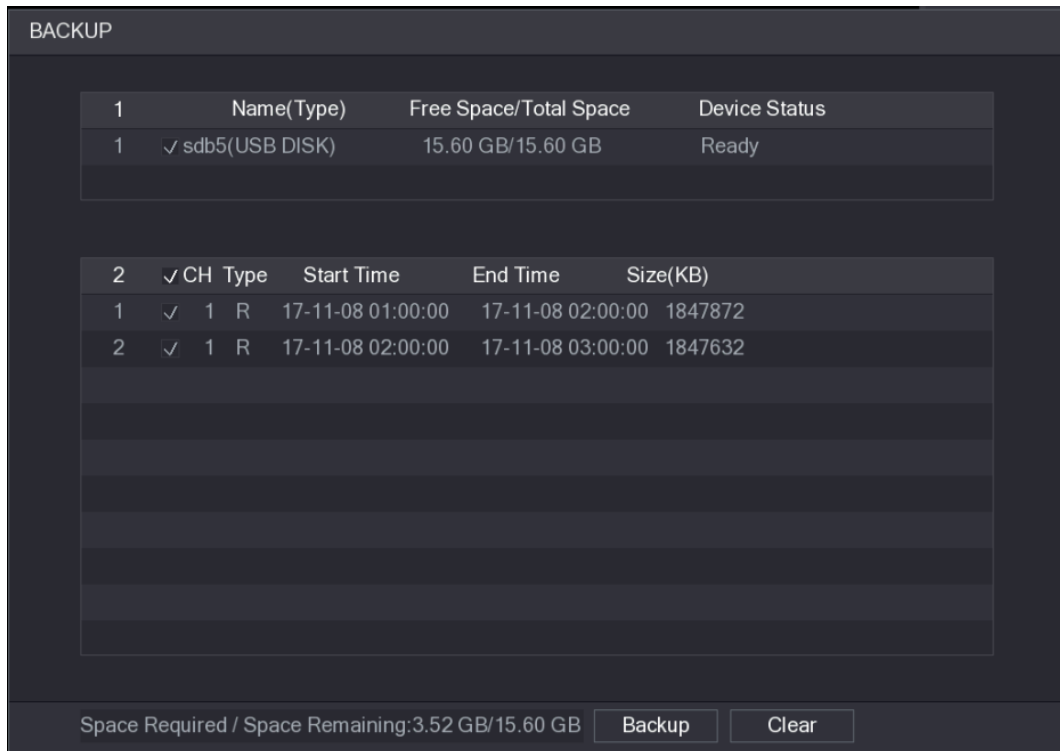 BACKUP
1 Name(Type) Free Space/Total Space Device Status
1 sdb5(USB DISK) 15.60 GB/15.60 GB Ready
2 CH Type Start Time End Time Size(KB)
1 1 R 17-11-08 01:00:00 17-11-08 02:00:00 1847872
2 1 R 17-11-08 02:00:00 17-11-08 03:00:00 1847632
Space Required / Space Remaining:3.52 GB/15.60 GB Backup Clear